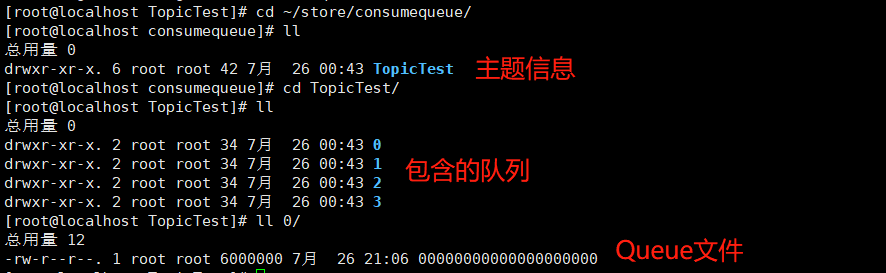 [root@localhost TopicTest]# cd ~/store/consumequeue/
[root@localhost consumequeue]# ll
总用量 0
drwxr-xr-x. 6 root root 42 7月  26 00:43 TopicTest 主题信息
[root@localhost consumequeue]# cd TopicTest/
[root@localhost TopicTest]# ll
总用量 0
drwxr-xr-x. 2 root root 34 7月  26 00:43 0
drwxr-xr-x. 2 root root 34 7月  26 00:43 1
包含的队列
drwxr-xr-x. 2 root root 34 7月  26 00:43 2
drwxr-xr-x. 2 root root 34 7月  26 00:43 3
[root@localhost TopicTest]# ll 0/
总用量 12
Queue文件
-rw-r--r--. 1 root root 6000000 7月  26 21:06 00000000000000000000